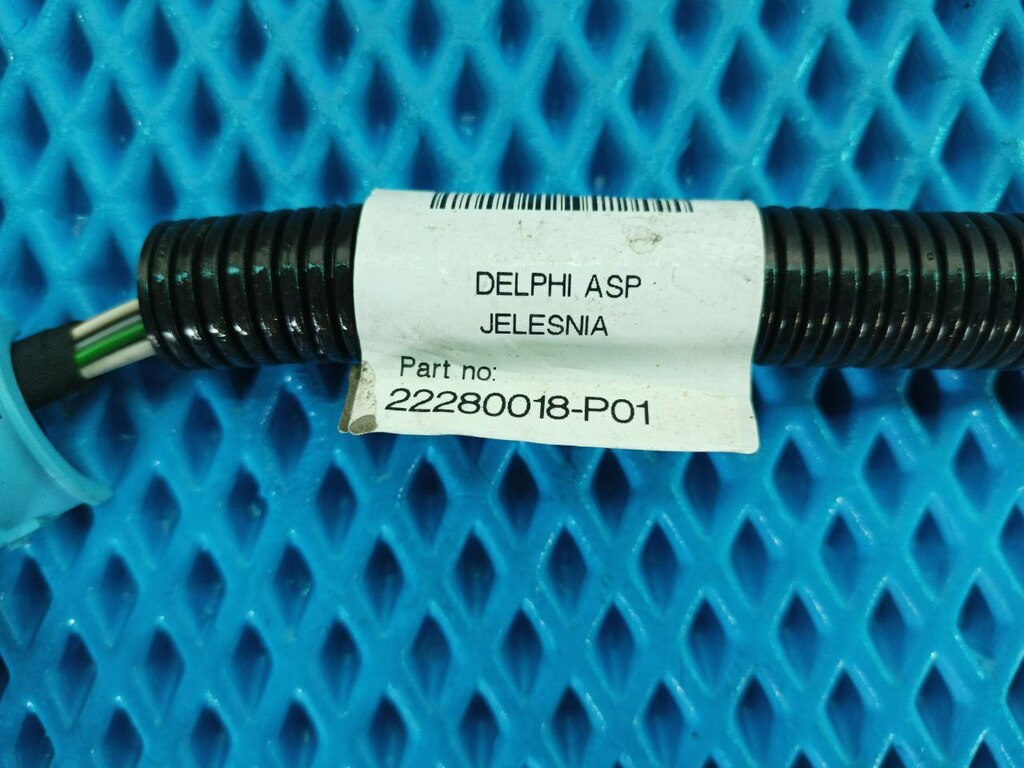 DELPHI ASP
JELESNIA
Part no:
22280018-P01